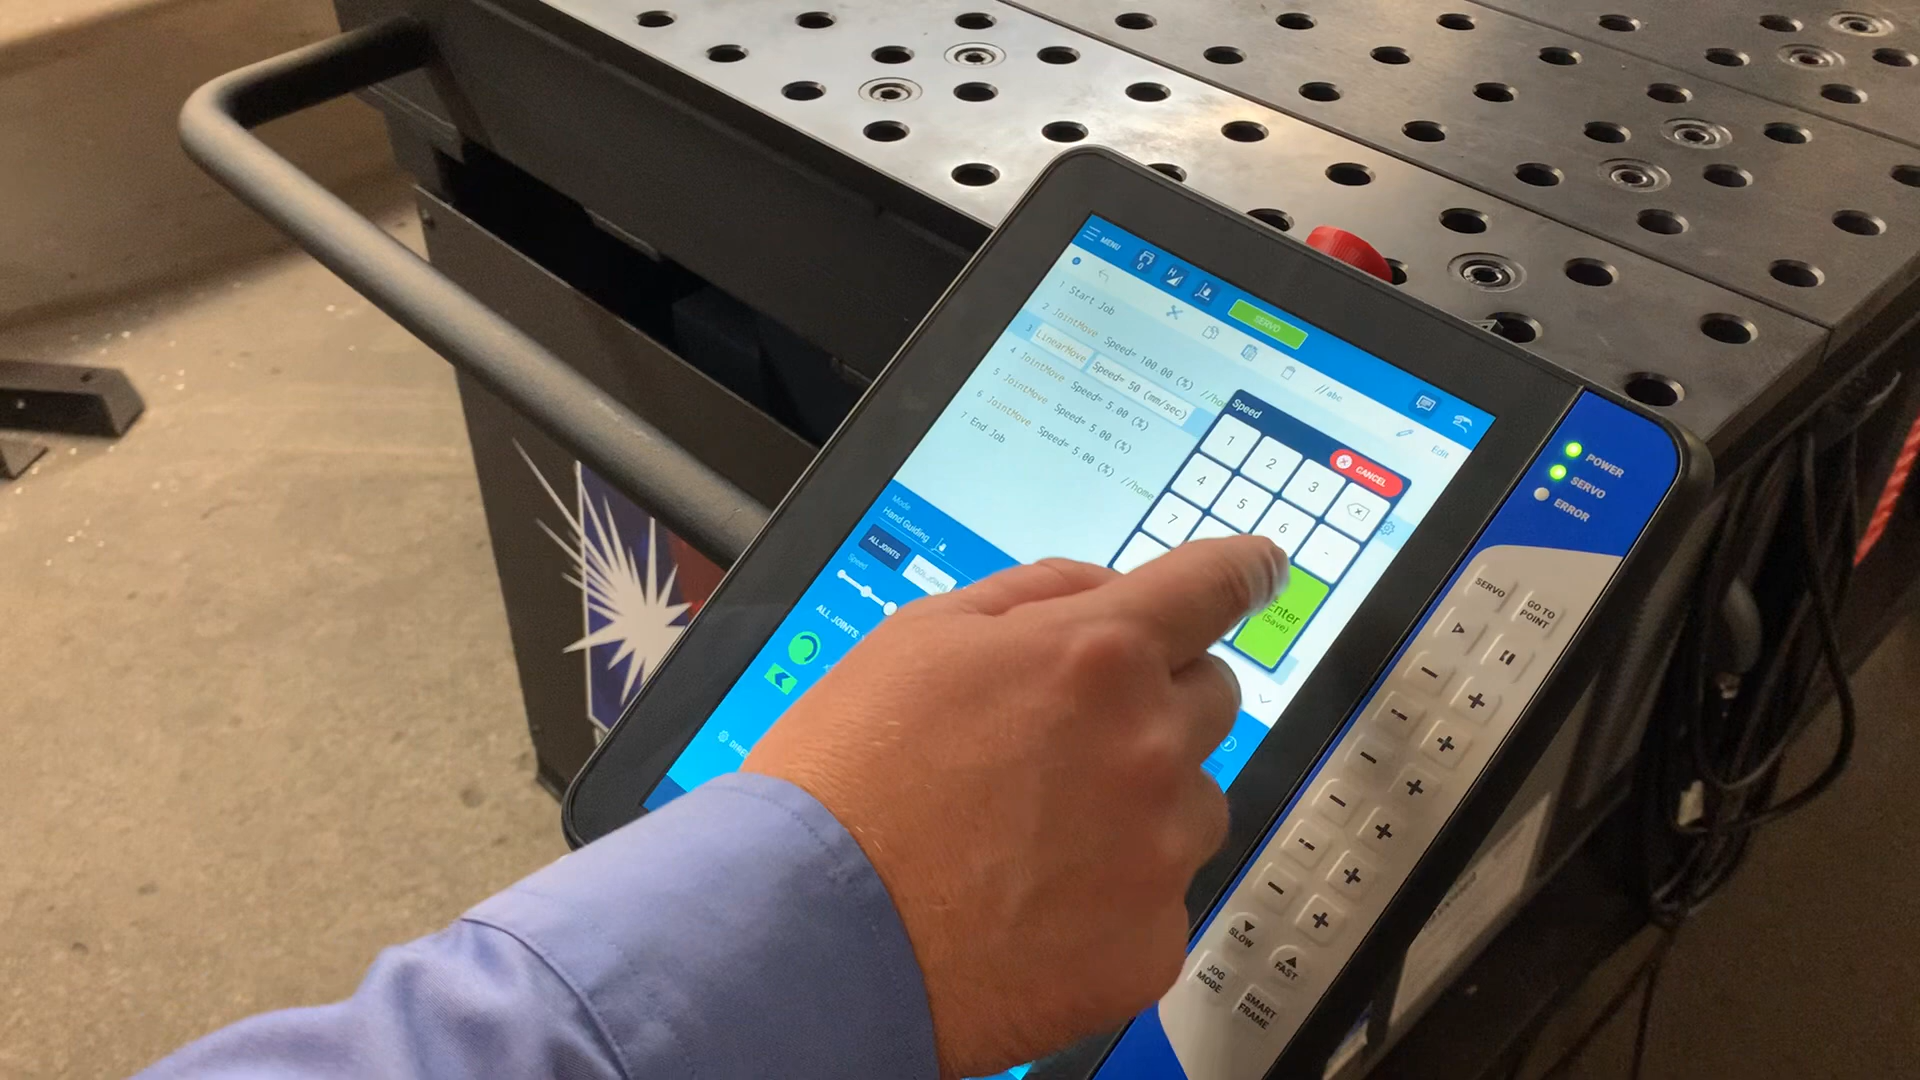 MENU
SERVO
//abc
Edit
1 Start Job
2 JointMove Speed= 100.00 (%) //ho
3 LinearMove Speed= 50 (mm/sec)
4 JointMove Speed= 5.00 (%)
5 JointMove Speed= 5.00 (%)
6 JointMove Speed= 5.00 (%) //home
7 End Job
Speed
CANCEL
1 2 3
4 5 6
7 -
Enter
(Save)
Mode
Hand Guiding
ALL JOINTS
TOOL JOINTS
Speed
ALL JOINTS
POWER
SERVO
ERROR
SERVO
GO TO
POINT
SLOW
FAST
JOG
MODE
SMART
FRAME